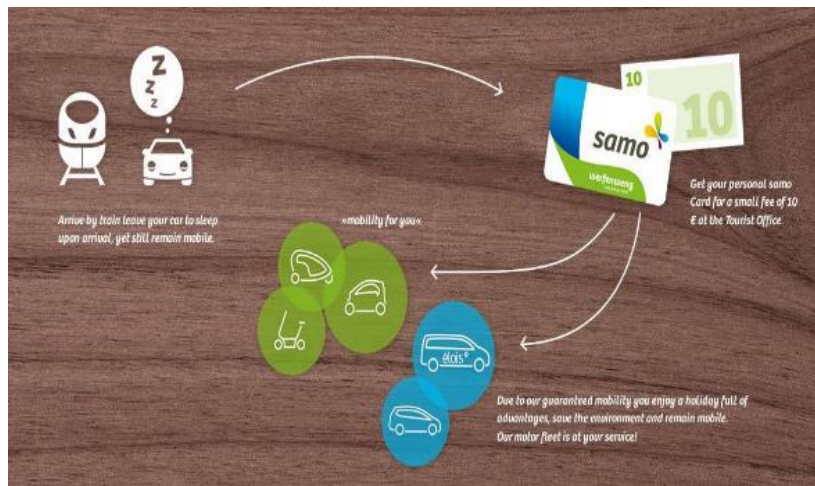 Z
Z
Z
10
10
samo
werfenweng
Get your personal samo
Card for a small fee of 10
€ at the Tourist Office.
Arrive by train leave your car to sleep
upon arrival, yet still remain mobile.
»mobility for you«
élois
Due to our guaranteed mobility you enjoy a holiday full of
advantages, save the environment and remain mobile.
Our motor fleet is at your service!